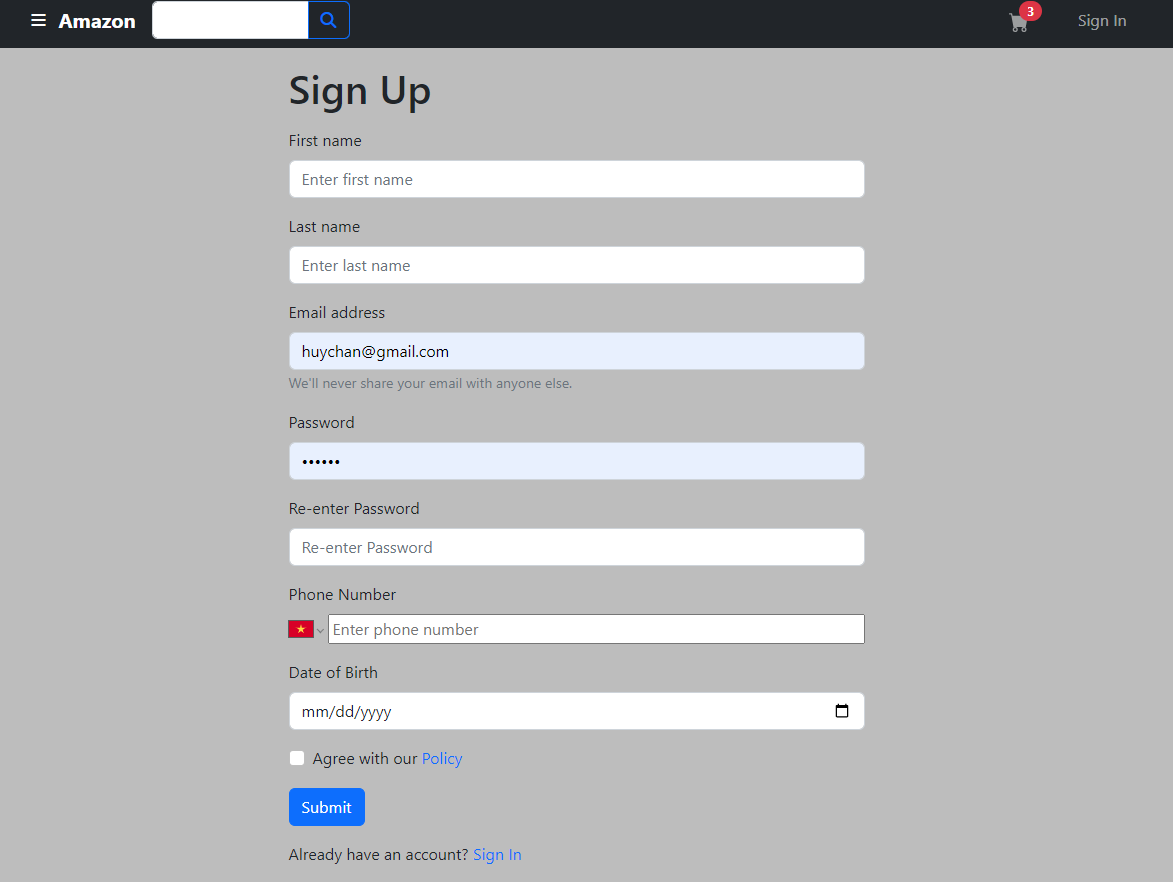 Amazon
3
Sign In
Sign Up
First name
Enter first name
Last name
Enter last name
Email address
huychan@gmail.com
We'll never share your email with anyone else.
Password
••••••
Re-enter Password
Re-enter Password
Phone Number
Enter phone number
Date of Birth
mm/dd/yyyy
Agree with our Policy
Submit
Already have an account? Sign In